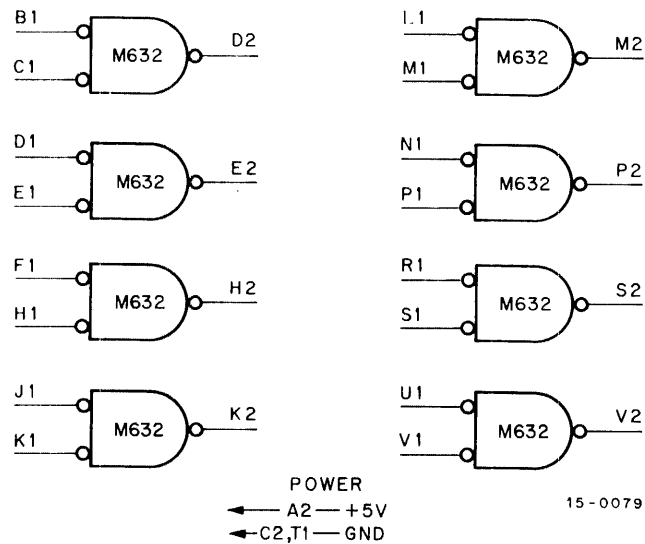 B1
M632
D2
C1
L1
M632
M2
M1
D1
M632
E2
E1
N1
M632
P2
P1
F1
M632
H2
H1
R1
M632
S2
S1
J1
M632
K2
K1
U1
M632
V2
V1
POWER
A2 +5V
C2,T1 GND
15-0079